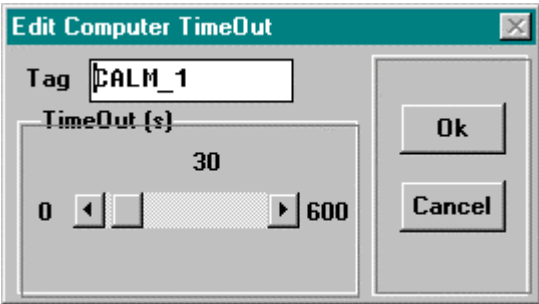 Edit Computer TimeOut
Tag CALM_1
TimeOut (s)
30
0 600
Ok
Cancel